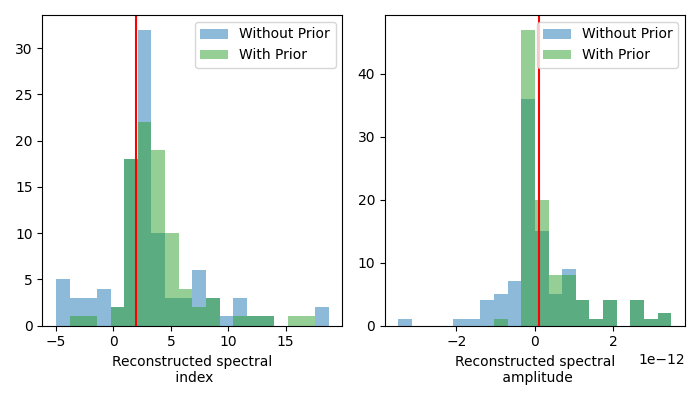 Without Prior
With Prior
30
25
20
15
10
5
0
−5
0
5
10
15
Reconstructed spectral
index
Without Prior
With Prior
40
30
20
10
0
−2
0
2
1e−12
Reconstructed spectral
amplitude